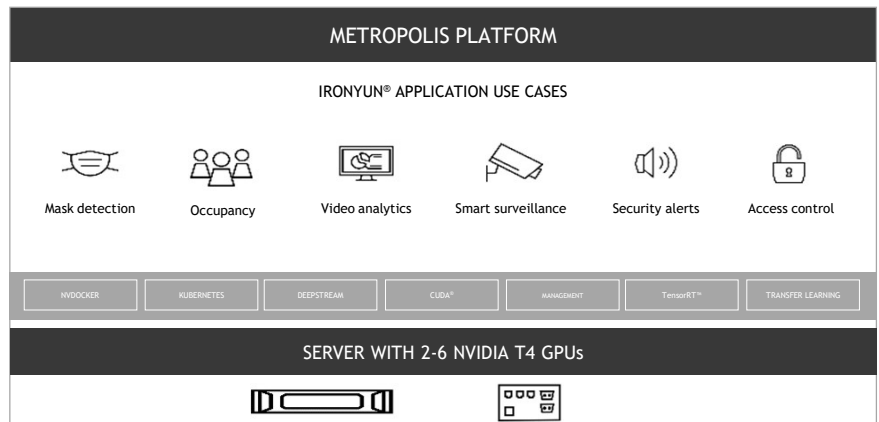 METROPOLIS PLATFORM
IRONYUN® APPLICATION USE CASES
Mask detection
Occupancy
Video analytics
Smart surveillance
Security alerts
Access control
NVDOCKER
KUBERNETES
DEEPSTREAM
CUDA®
MANAGEMENT
TensorRT™
TRANSFER LEARNING
SERVER WITH 2-6 NVIDIA T4 GPUs